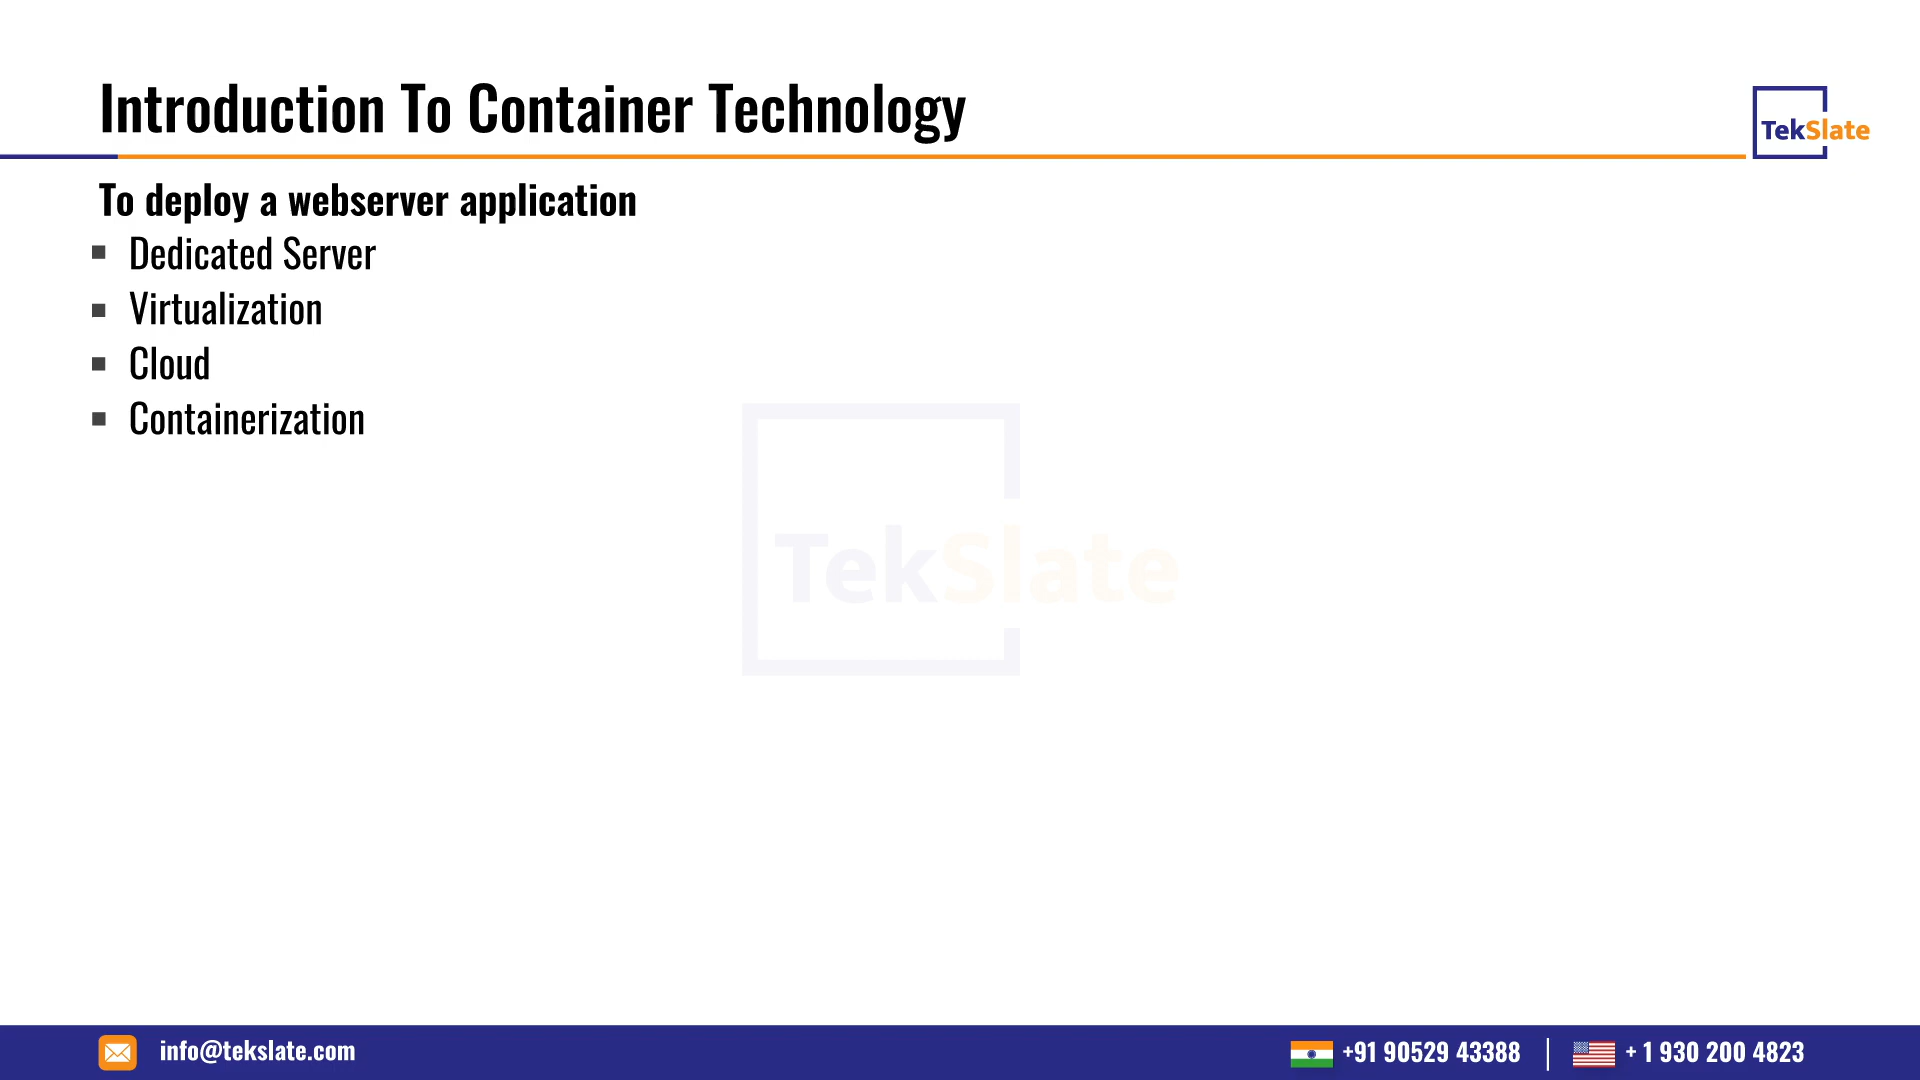 Introduction To Container Technology
TekSlate
To deploy a webserver application
Dedicated Server
Virtualization
Cloud
Containerization
TekSlate
info@tekslate.com
+91 90529 43388
+ 1 930 200 4823